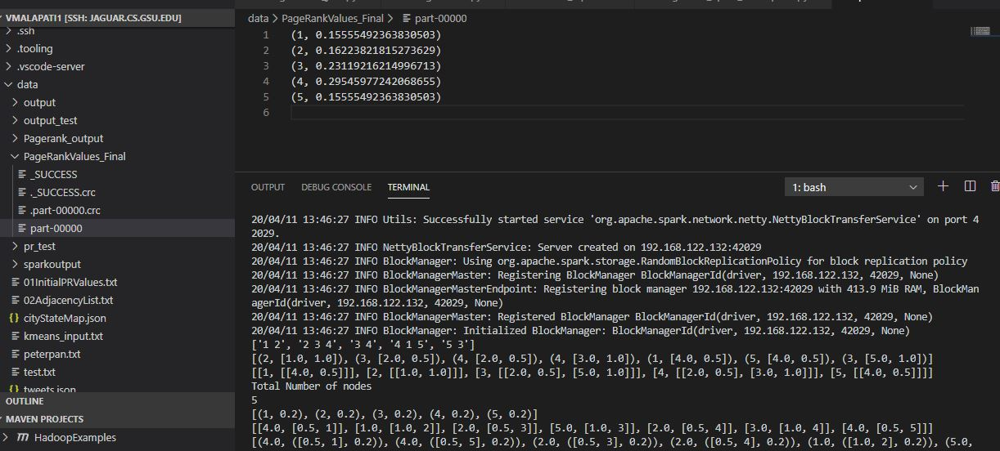 VMALAPATI1 [SSH: JAGUAR.CS.GSU.EDU]
.ssh
.tooling
.vscode-server
data
output
output_test
Pagerank_output
PageRankValues_Final
_SUCCESS
._SUCCESS.crc
.part-00000.crc
part-00000
pr_test
sparkoutput
01InitialPRValues.txt
02AdjacencyList.txt
cityStateMap.json
kmeans_input.txt
peterpan.txt
test.txt
tweets.json
OUTLINE
MAVEN PROJECTS
HadoopExamples
data > PageRankValues_Final > part-00000
1 (1, 0.15555492363830503)
2 (2, 0.16223821815273629)
3 (3, 0.23119216214996713)
4 (4, 0.29545977242068655)
5 (5, 0.15555492363830503)
6
OUTPUT DEBUG CONSOLE TERMINAL 1: bash
20/04/11 13:46:27 INFO Utils: Successfully started service 'org.apache.spark.network.netty.NettyBlockTransferService' on port 4
2029.
20/04/11 13:46:27 INFO NettyBlockTransferService: Server created on 192.168.122.132:42029
20/04/11 13:46:27 INFO BlockManager: Using org.apache.spark.storage.RandomBlockReplicationPolicy for block replication policy
20/04/11 13:46:27 INFO BlockManagerMaster: Registering BlockManager BlockManagerId(driver, 192.168.122.132, 42029, None)
20/04/11 13:46:27 INFO BlockManagerMasterEndpoint: Registering block manager 192.168.122.132:42029 with 413.9 MiB RAM, BlockMan
agerId(driver, 192.168.122.132, 42029, None)
20/04/11 13:46:27 INFO BlockManagerMaster: Registered BlockManager BlockManagerId(driver, 192.168.122.132, 42029, None)
20/04/11 13:46:27 INFO BlockManager: Initialized BlockManager: BlockManagerId(driver, 192.168.122.132, 42029, None)
['1 2', '2 3 4', '3 4', '4 1 5', '5 3']
[(2, [1.0, 1.0]), (3, [2.0, 0.5]), (4, [2.0, 0.5]), (4, [3.0, 1.0]), (1, [4.0, 0.5]), (5, [4.0, 0.5]), (3, [5.0, 1.0])]
[[1, [[4.0, 0.5]]], [2, [[1.0, 1.0]]], [3, [[2.0, 0.5], [5.0, 1.0]]], [4, [[2.0, 0.5], [3.0, 1.0]]], [5, [[4.0, 0.5]]]]
Total Number of nodes
5
[(1, 0.2), (2, 0.2), (3, 0.2), (4, 0.2), (5, 0.2)]
[[4.0, [0.5, 1]], [1.0, [1.0, 2]], [2.0, [0.5, 3]], [5.0, [1.0, 3]], [2.0, [0.5, 4]], [3.0, [1.0, 4]], [4.0, [0.5, 5]]]
[(4.0, ([0.5, 1], 0.2)), (4.0, ([0.5, 5], 0.2)), (2.0, ([0.5, 3], 0.2)), (2.0, ([0.5, 4], 0.2)), (1.0, ([1.0, 2], 0.2)), (5.0,